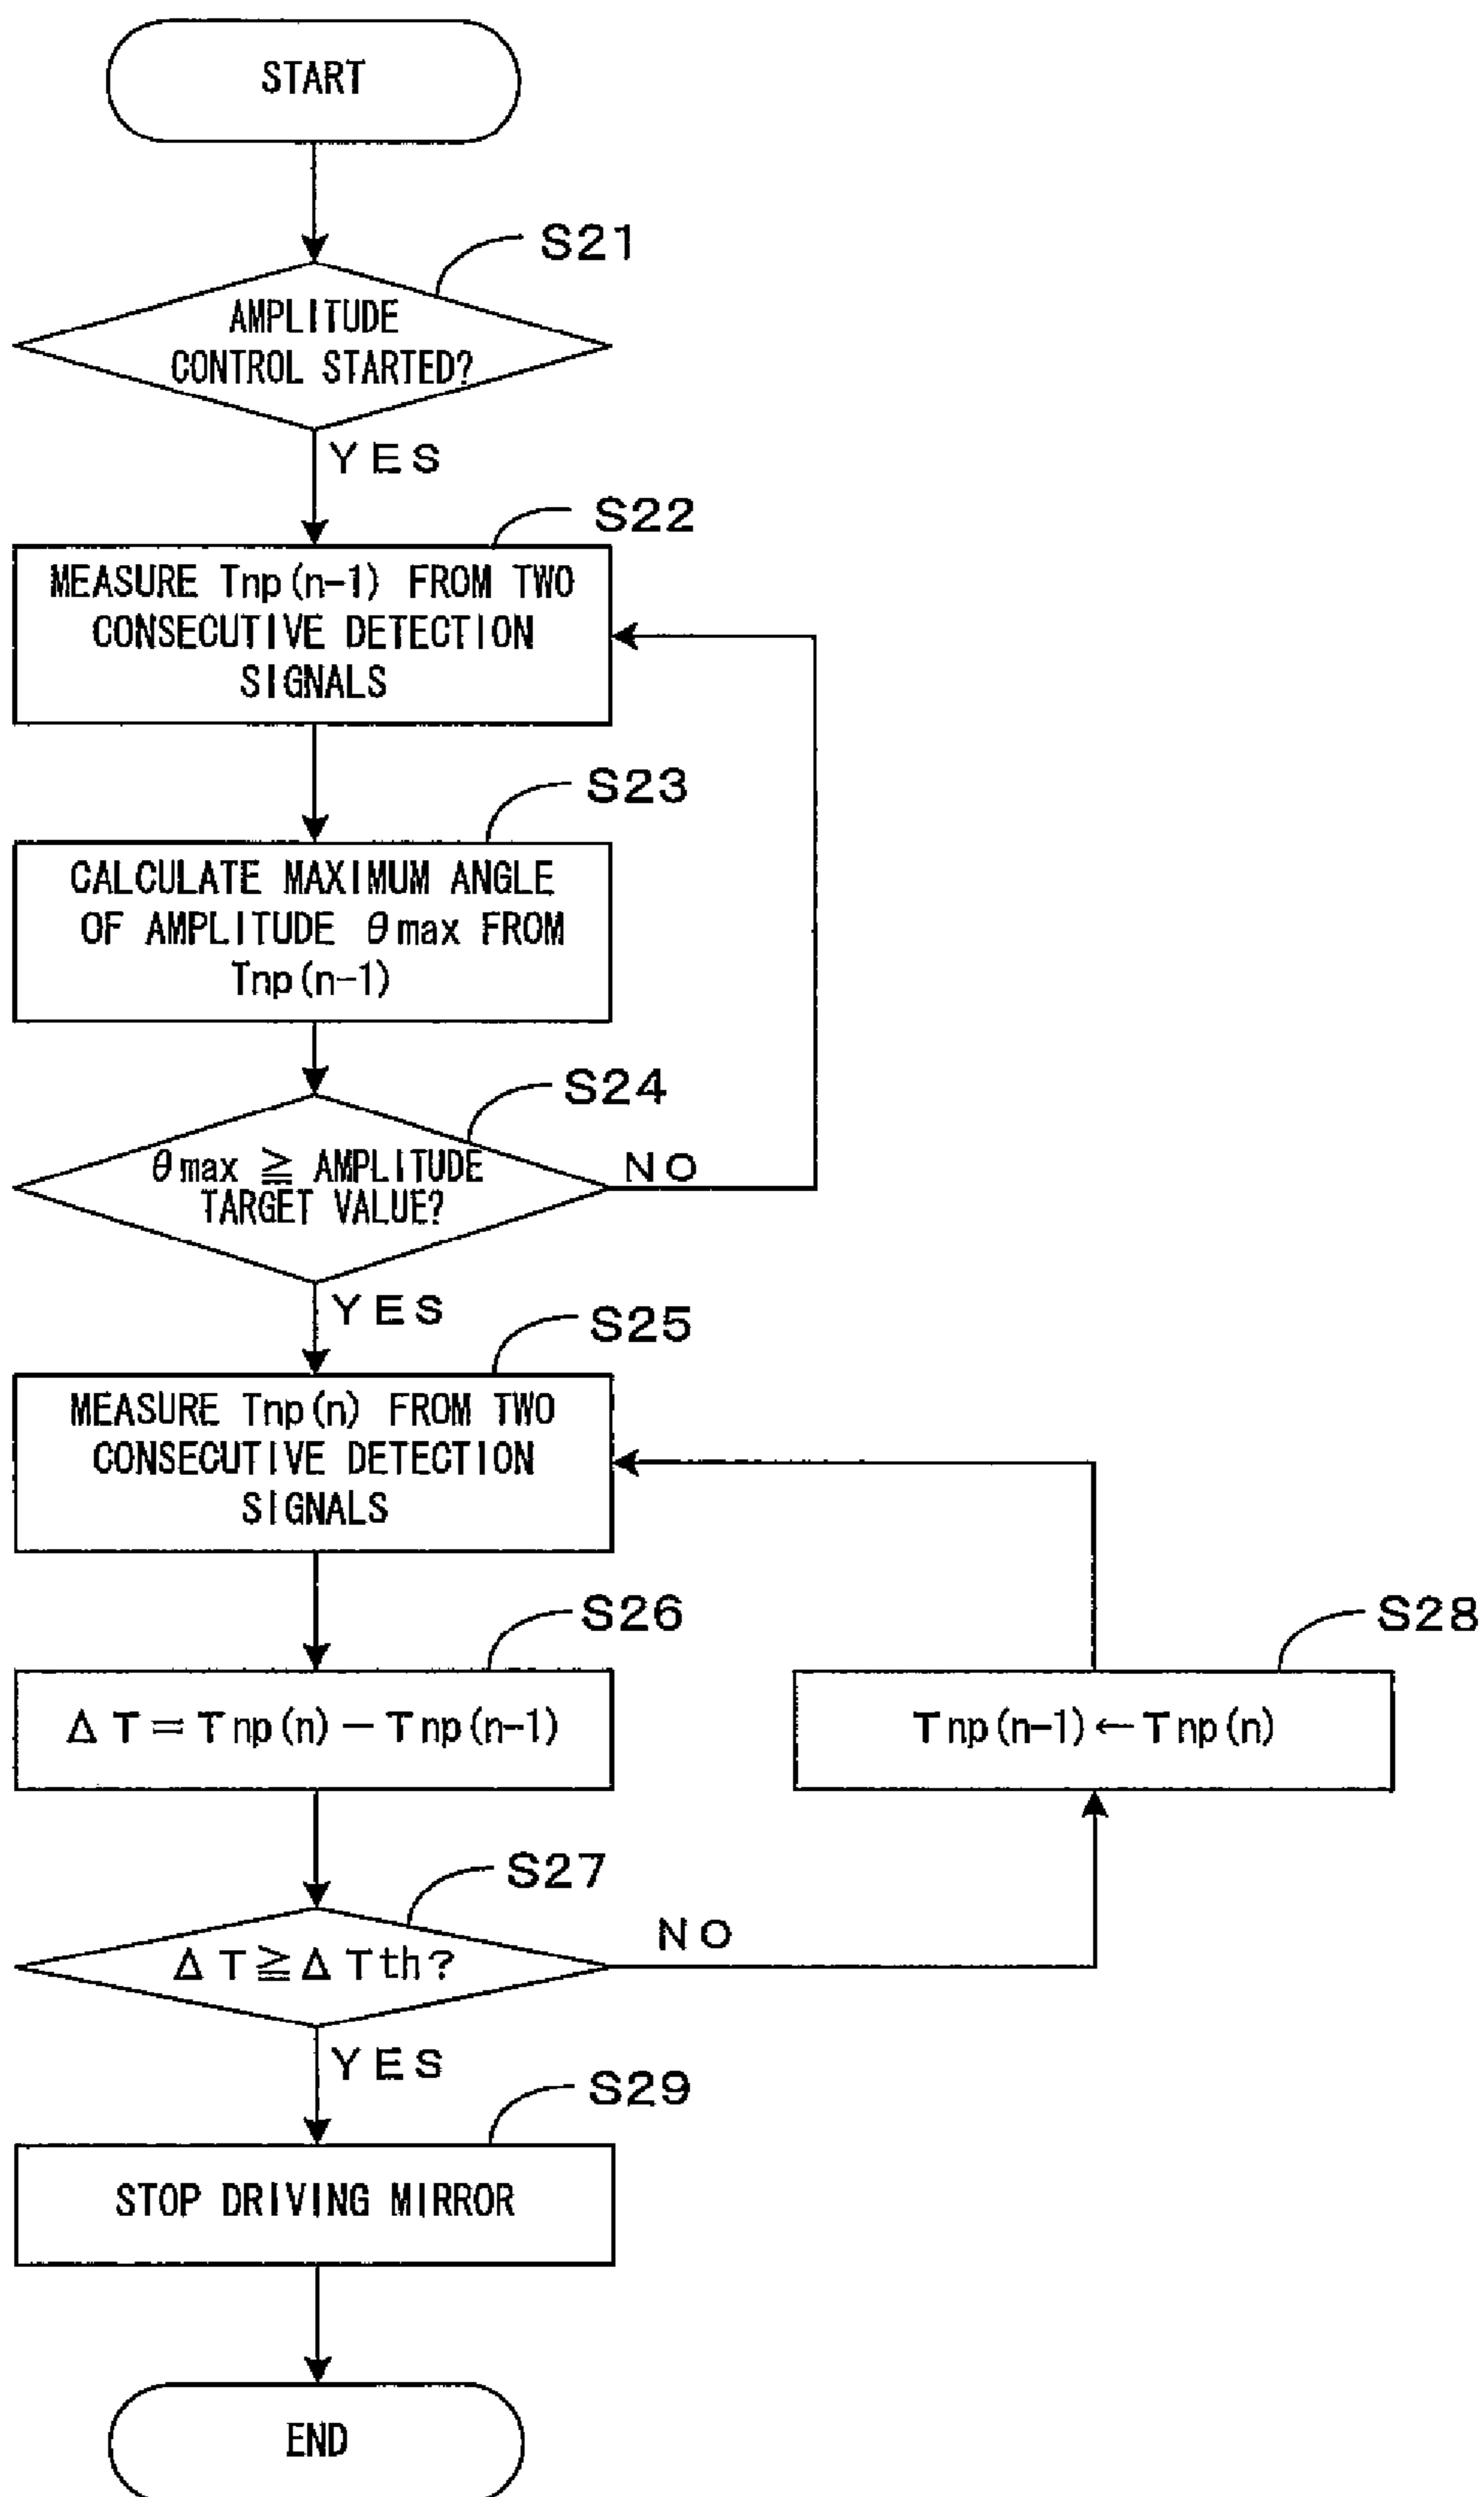 START
S21
AMPLITUDE
CONTROL STARTED?
YES
S22
MEASURE Tnp(n-1) FROM TWO
CONSECUTIVE DETECTION
SIGNALS
S23
CALCULATE MAXIMUM ANGLE
OF AMPLITUDE θmax FROM
Tnp(n-1)
S24
θmax ≧ AMPLITUDE
TARGET VALUE?
NO
YES
S25
MEASURE Tnp(n) FROM TWO
CONSECUTIVE DETECTION
SIGNALS
S26
ΔT=Tnp(n)-Tnp(n-1)
S28
Tnp(n-1)←Tnp(n)
S27
ΔT≧ΔTth?
NO
YES
S29
STOP DRIVING MIRROR
END